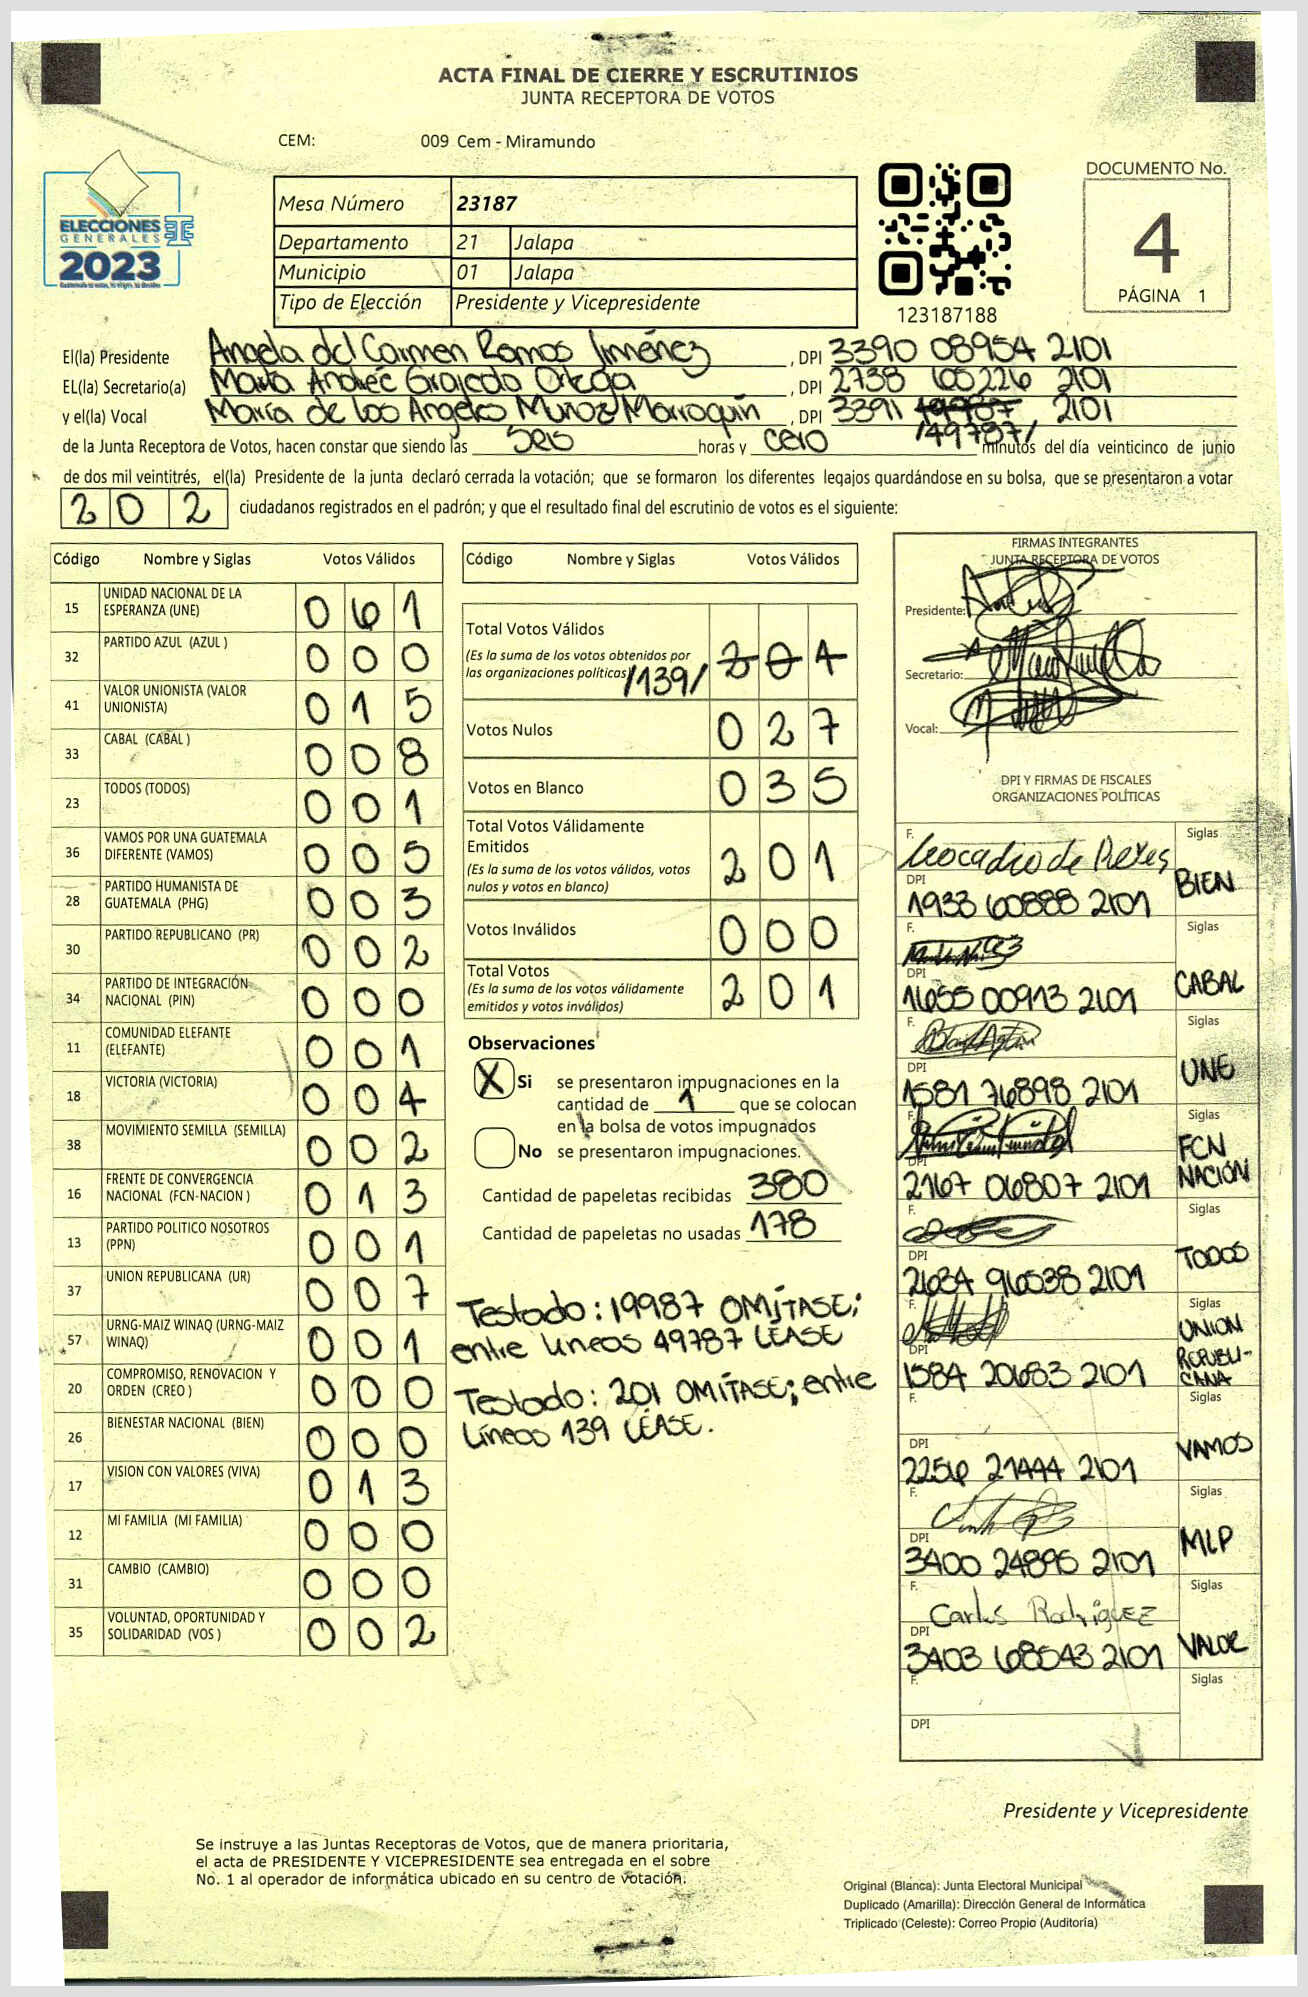 ACTA FINAL DE CIERRE Y ESCRUTINIOS
JUNTA RECEPTORA DE VOTOS
CEM: 009 Cem - Miramundo
ELECCIONES
GENERALES
2023
Mesa Número 23187
Departamento 21 Jalapa
Municipio 01 Jalapa
Tipo de Elección Presidente y Vicepresidente
123187188
DOCUMENTO No.
4
PÁGINA 1
El(la) Presidente Angela del Carmen Ramos Jiménez, DPI 3390 08954 2101
EL(la) Secretario(a) Marta Andreé Grajeda Ortega, DPI 2738 60226 2101
y el(la) Vocal María de los Angeles Muñoz Marroquín, DPI 3391 19987 2101
/49787/
de la Junta Receptora de Votos, hacen constar que siendo las Seis horas y cero minutos del día veinticinco de junio
de dos mil veintitrés, el(la) Presidente de la junta declaró cerrada la votación; que se formaron los diferentes legajos guardándose en su bolsa, que se presentaron a votar
202 ciudadanos registrados en el padrón; y que el resultado final del escrutinio de votos es el siguiente:
Código Nombre y Siglas Votos Válidos
15 UNIDAD NACIONAL DE LA ESPERANZA (UNE) 0 6 1
32 PARTIDO AZUL (AZUL ) 0 0 0
41 VALOR UNIONISTA (VALOR UNIONISTA) 0 1 5
33 CABAL (CABAL ) 0 0 8
23 TODOS (TODOS) 0 0 1
36 VAMOS POR UNA GUATEMALA DIFERENTE (VAMOS) 0 0 5
28 PARTIDO HUMANISTA DE GUATEMALA (PHG) 0 0 3
30 PARTIDO REPUBLICANO (PR) 0 0 2
34 PARTIDO DE INTEGRACIÓN NACIONAL (PIN) 0 0 0
11 COMUNIDAD ELEFANTE (ELEFANTE) 0 0 1
18 VICTORIA (VICTORIA) 0 0 4
38 MOVIMIENTO SEMILLA (SEMILLA) 0 0 2
16 FRENTE DE CONVERGENCIA NACIONAL (FCN-NACION ) 0 1 3
13 PARTIDO POLITICO NOSOTROS (PPN) 0 0 1
37 UNION REPUBLICANA (UR) 0 0 7
57 URNG-MAIZ WINAQ (URNG-MAIZ WINAQ) 0 0 1
20 COMPROMISO, RENOVACION Y ORDEN (CREO ) 0 0 0
26 BIENESTAR NACIONAL (BIEN) 0 0 0
17 VISION CON VALORES (VIVA) 0 1 3
12 MI FAMILIA (MI FAMILIA) 0 0 0
31 CAMBIO (CAMBIO) 0 0 0
35 VOLUNTAD, OPORTUNIDAD Y SOLIDARIDAD (VOS ) 0 0 2
Código Nombre y Siglas Votos Válidos
Total Votos Válidos
(Es la suma de los votos obtenidos por
las organizaciones políticas) /139/ 2 0 1
Votos Nulos 0 2 7
Votos en Blanco 0 3 5
Total Votos Válidamente
Emitidos
(Es la suma de los votos válidos, votos
nulos y votos en blanco) 2 0 1
Votos Inválidos 0 0 0
Total Votos
(Es la suma de los votos válidamente
emitidos y votos inválidos) 2 0 1
Observaciones
X Si se presentaron impugnaciones en la
cantidad de 1 que se colocan
en la bolsa de votos impugnados
No se presentaron impugnaciones.
Cantidad de papeletas recibidas 380
Cantidad de papeletas no usadas 178
Testado: 19987 OMÍTASE;
entre líneas 49787 LÉASE
Testado: 201 OMÍTASE; entre
Líneas 139 LÉASE.
FIRMAS INTEGRANTES
JUNTA RECEPTORA DE VOTOS
Presidente:
Secretario:
Vocal:
DPI Y FIRMAS DE FISCALES
ORGANIZACIONES POLÍTICAS
F. Leocadio de Reyes Siglas
DPI 1933 60888 2101 BIEN
F. Siglas
DPI 1655 00913 2101 CABAL
F. Siglas
DPI 1581 76898 2101 UNE
F. Siglas
DPI 2167 06807 2101 FCN NACIÓN
F. Siglas
DPI 2634 96538 2101 TODOS
F. Siglas
DPI 1584 20683 2101 UNION REPUBLI-CANA
F. Siglas
DPI 2256 21444 2101 VAMOS
F. Siglas
DPI 3400 24895 2101 MLP
F. Carlos Rodríguez Siglas
DPI 3403 68543 2101 VALOR
F. Siglas
DPI
Presidente y Vicepresidente
Se instruye a las Juntas Receptoras de Votos, que de manera prioritaria,
el acta de PRESIDENTE Y VICEPRESIDENTE sea entregada en el sobre
No. 1 al operador de informática ubicado en su centro de votación.
Original (Blanca): Junta Electoral Municipal
Duplicado (Amarilla): Dirección General de Informática
Triplicado (Celeste): Correo Propio (Auditoría)